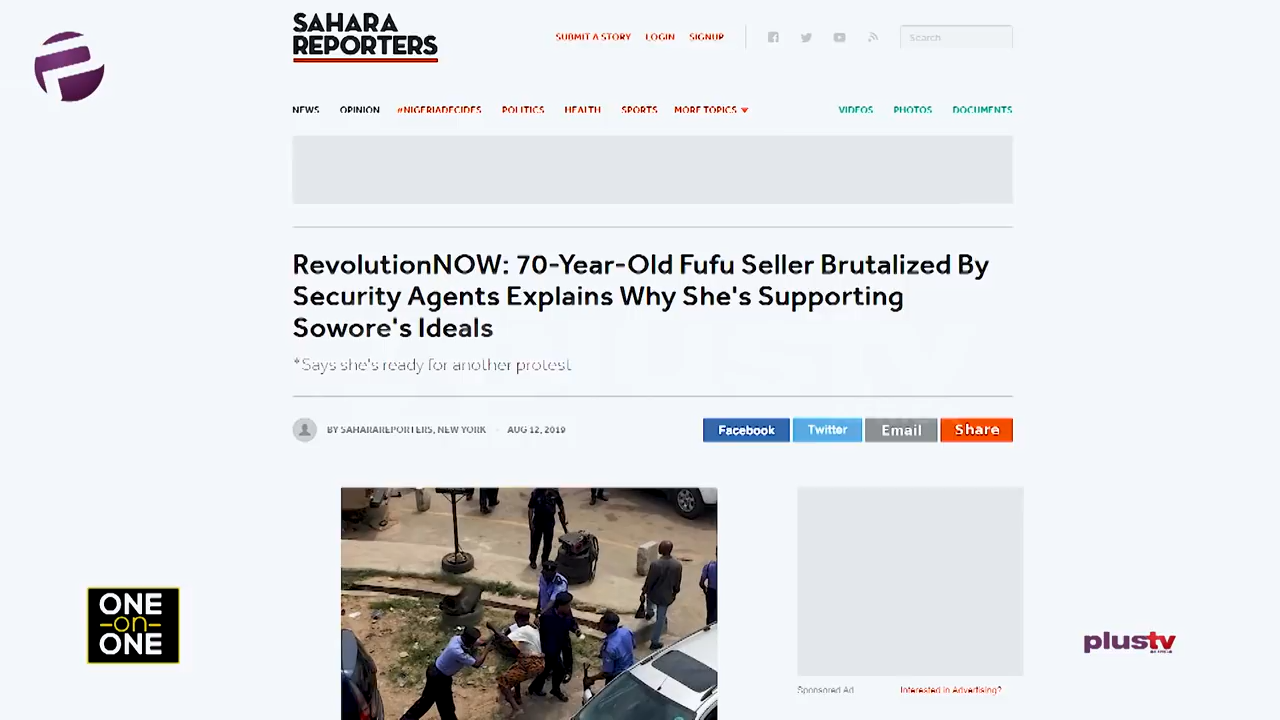 SAHARA
REPORTERS
SUBMIT A STORY LOGIN SIGNUP
Search
NEWS OPINION #NIGERIADECIDES POLITICS HEALTH SPORTS MORE TOPICS VIDEOS PHOTOS DOCUMENTS
RevolutionNOW: 70-Year-Old Fufu Seller Brutalized By
Security Agents Explains Why She's Supporting
Sowore's Ideals
*Says she's ready for another protest
BY SAHARAREPORTERS, NEW YORK AUG 12, 2019
Facebook Twitter Email Share
ONE
-on-
ONE
plustv
Sponsored Ad Interested in Advertising?